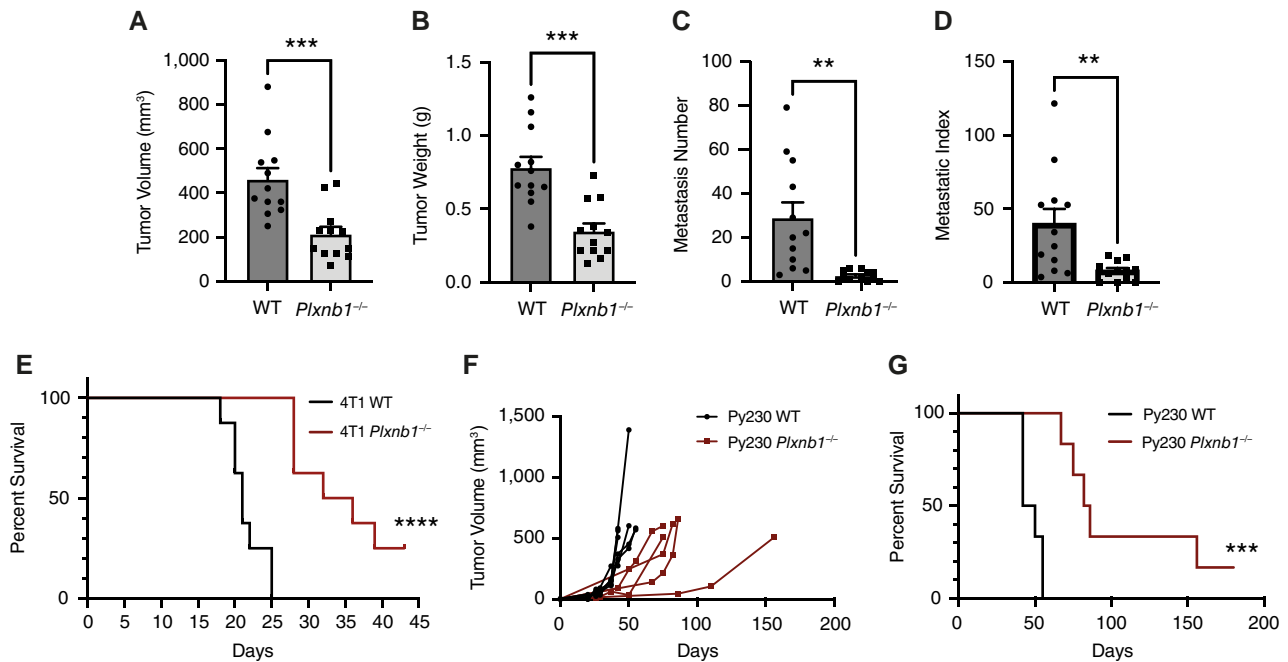 A
Tumor Volume (mm³)
1,000
800
600
400
200
0
***
WT
Plxnb1⁻/⁻
B
Tumor Weight (g)
1.5
1.0
0.5
0.0
***
WT
Plxnb1⁻/⁻
C
Metastasis Number
100
80
60
40
20
0
**
WT
Plxnb1⁻/⁻
D
Metastatic Index
150
100
50
0
**
WT
Plxnb1⁻/⁻
E
Percent Survival
100
50
0
4T1 WT
4T1 Plxnb1⁻/⁻
****
0 5 10 15 20 25 30 35 40 45
Days
F
Tumor Volume (mm³)
1,500
1,000
500
0
Py230 WT
Py230 Plxnb1⁻/⁻
0 50 100 150 200
Days
G
Percent Survival
100
50
0
Py230 WT
Py230 Plxnb1⁻/⁻
***
0 50 100 150 200
Days